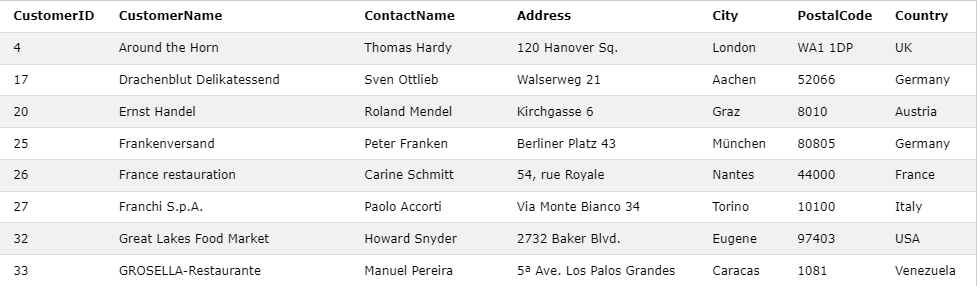 CustomerID CustomerName ContactName Address City PostalCode Country
4 Around the Horn Thomas Hardy 120 Hanover Sq. London WA1 1DP UK
17 Drachenblut Delikatessend Sven Ottlieb Walserweg 21 Aachen 52066 Germany
20 Ernst Handel Roland Mendel Kirchgasse 6 Graz 8010 Austria
25 Frankenversand Peter Franken Berliner Platz 43 München 80805 Germany
26 France restauration Carine Schmitt 54, rue Royale Nantes 44000 France
27 Franchi S.p.A. Paolo Accorti Via Monte Bianco 34 Torino 10100 Italy
32 Great Lakes Food Market Howard Snyder 2732 Baker Blvd. Eugene 97403 USA
33 GROSELLA-Restaurante Manuel Pereira 5ª Ave. Los Palos Grandes Caracas 1081 Venezuela